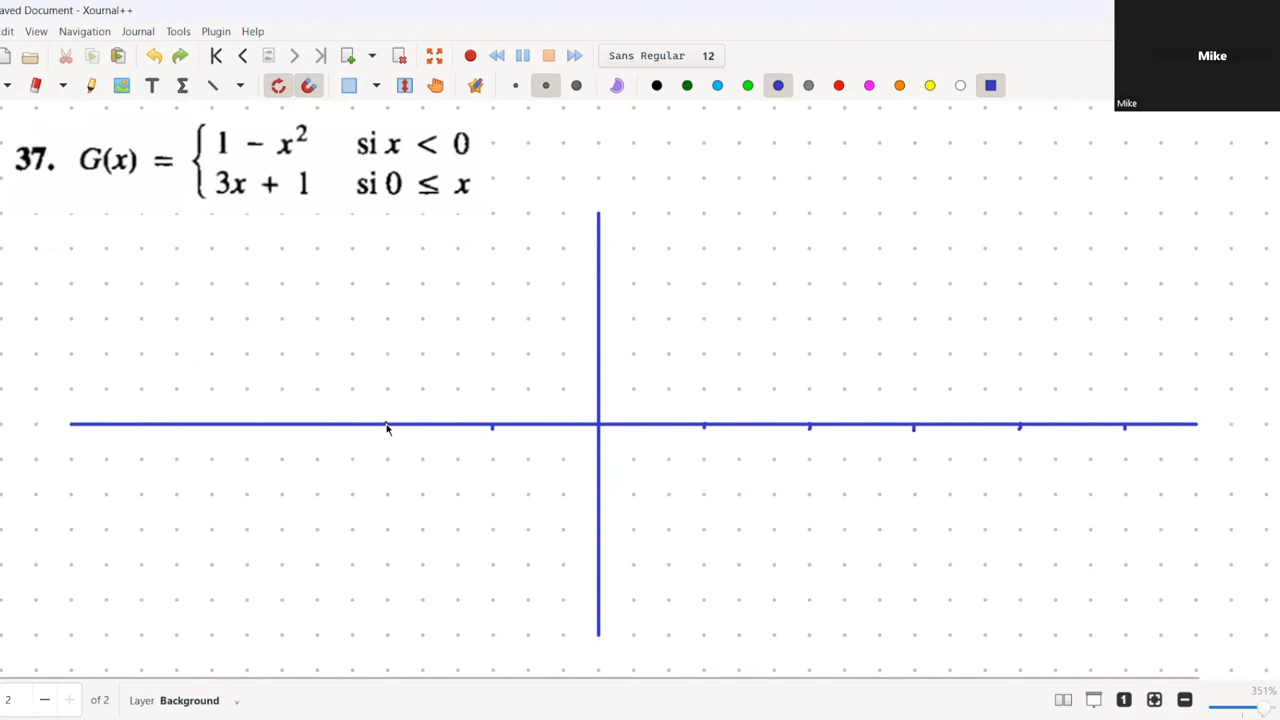 aved Document - Xournal++
Mike
dit View Navigation Journal Tools Plugin Help
Sans Regular 12
Mike
37. G(x) = { 1 − x² si x < 0
3x + 1 si 0 ≤ x
2 of 2 Layer Background 1 351%